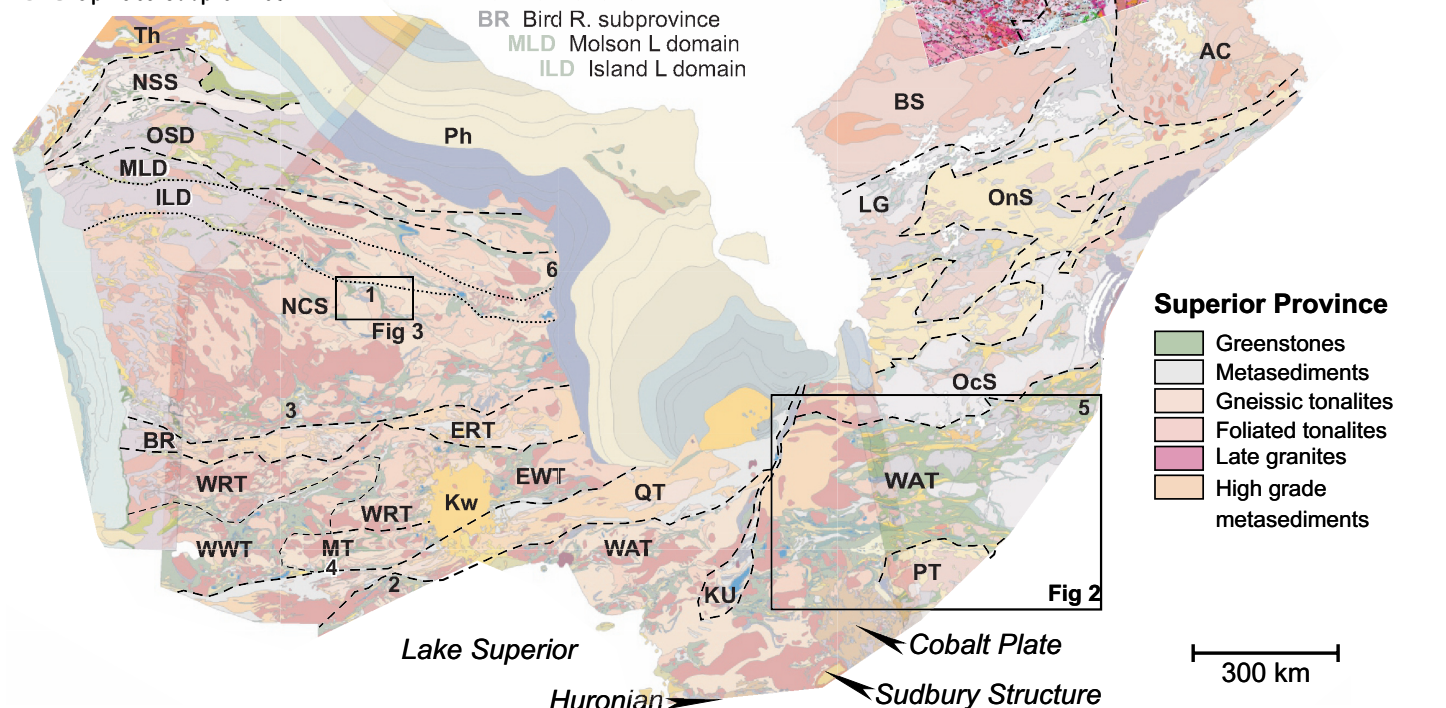 BR Bird R. subprovince
MLD Molson L domain
ILD Island L domain
Th
NSS
OSD
MLD
ILD
Ph
AC
BS
LG
OnS
6
NCS
1
Fig 3
3
BR
ERT
WRT
EWT
Kw
QT
WRT
WWT
MT
4
2
WAT
KU
OcS
5
WAT
PT
Fig 2
Superior Province
Greenstones
Metasediments
Gneissic tonalites
Foliated tonalites
Late granites
High grade
metasediments
Lake Superior
Cobalt Plate
Huronian
Sudbury Structure
300 km